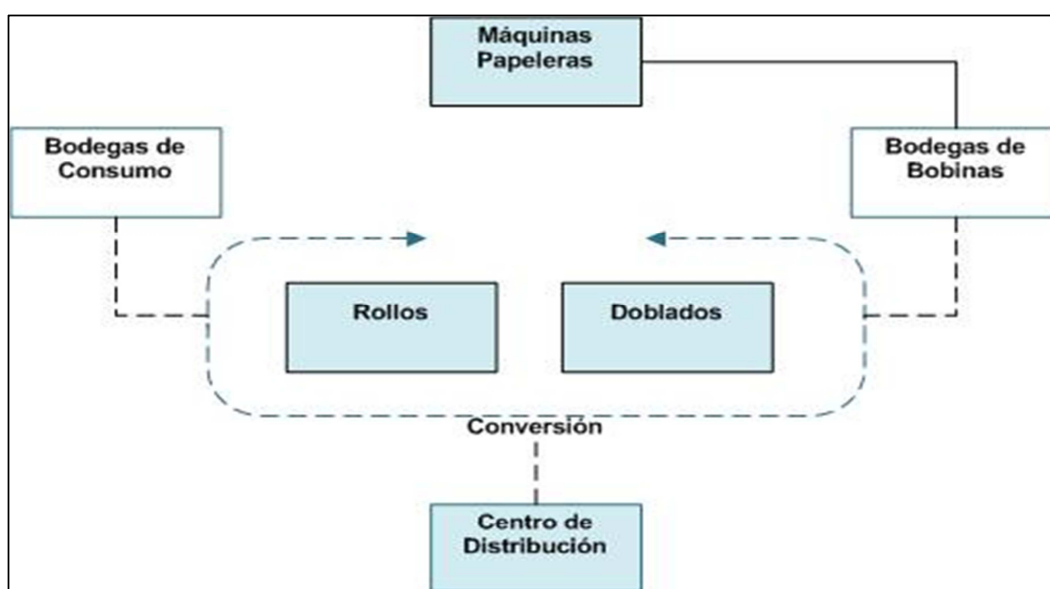 Máquinas
Papeleras
Bodegas de
Consumo
Bodegas de
Bobinas
Rollos
Doblados
Conversión
Centro de
Distribución